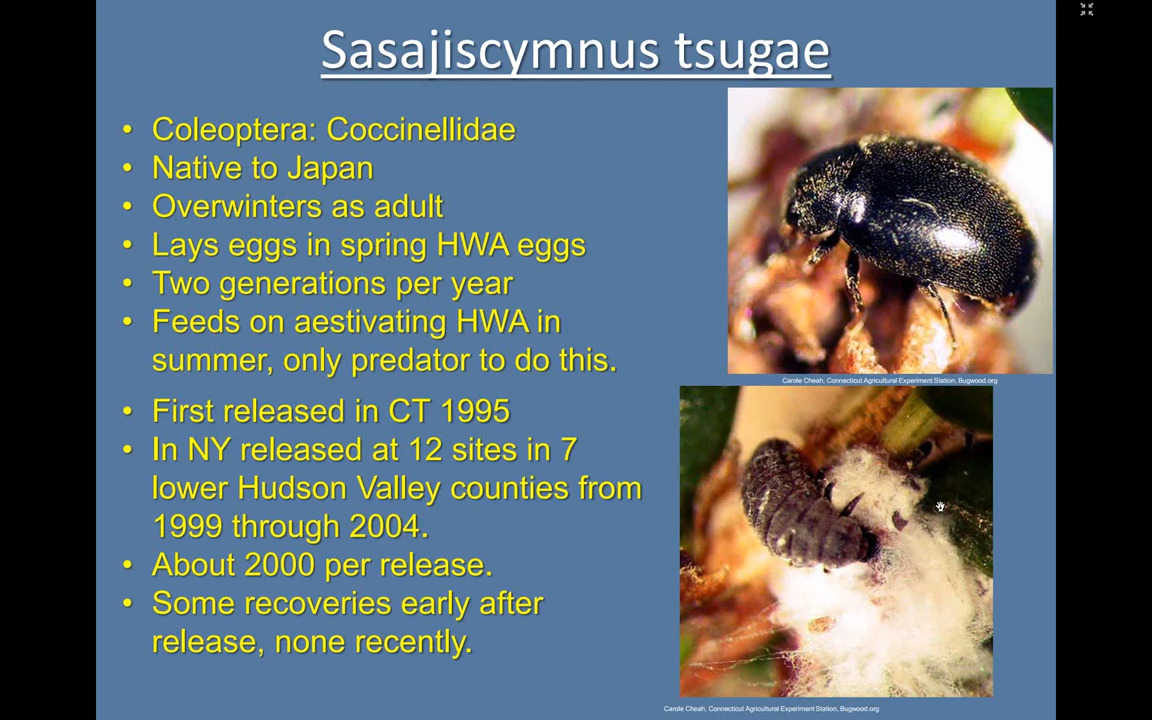 Sasajiscymnus tsugae
• Coleoptera: Coccinellidae
• Native to Japan
• Overwinters as adult
• Lays eggs in spring HWA eggs
• Two generations per year
• Feeds on aestivating HWA in
summer, only predator to do this.
• First released in CT 1995
• In NY released at 12 sites in 7
lower Hudson Valley counties from
1999 through 2004.
• About 2000 per release.
• Some recoveries early after
release, none recently.
Carole Cheah, Connecticut Agricultural Experiment Station, Bugwood.org
Carole Cheah, Connecticut Agricultural Experiment Station, Bugwood.org